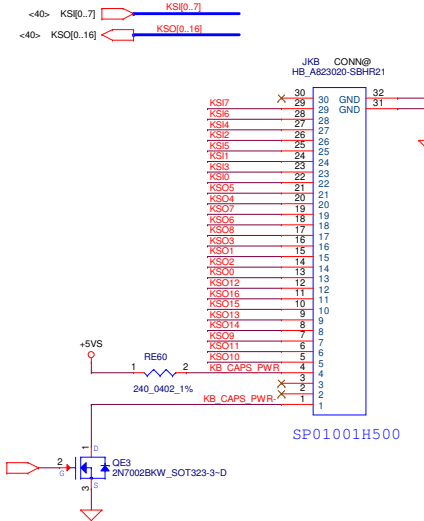 <40> KSI[0..7] KSI[0..7]
<40> KSO[0..16] KSO[0..16]
JKB CONN@
HB_A823020-SBHR21
30 30 GND 32
KSI7 29 29 GND 31
KSI6 28 28
KSI4 27 27
KSI2 26 26
KSI5 25 25
KSI1 24 24
KSI3 23 23
KSI0 22 22
KSO5 21 21
KSO4 20 20
KSO7 19 19
KSO6 18 18
KSO8 17 17
KSO3 16 16
KSO1 15 15
KSO2 14 14
KSO0 13 13
KSO12 12 12
KSO16 11 11
KSO15 10 10
KSO13 9 9
KSO14 8 8
KSO9 7 7
KSO11 6 6
KSO10 5 5
+5VS
RE60
1 2 KB_CAPS_PWR 4 4
240_0402_1%
3 3
2 2
KB_CAPS_PWR- 1 1
SP01001H500
1 D
2 G
3 S
QE3
2N7002BKW_SOT323-3~D